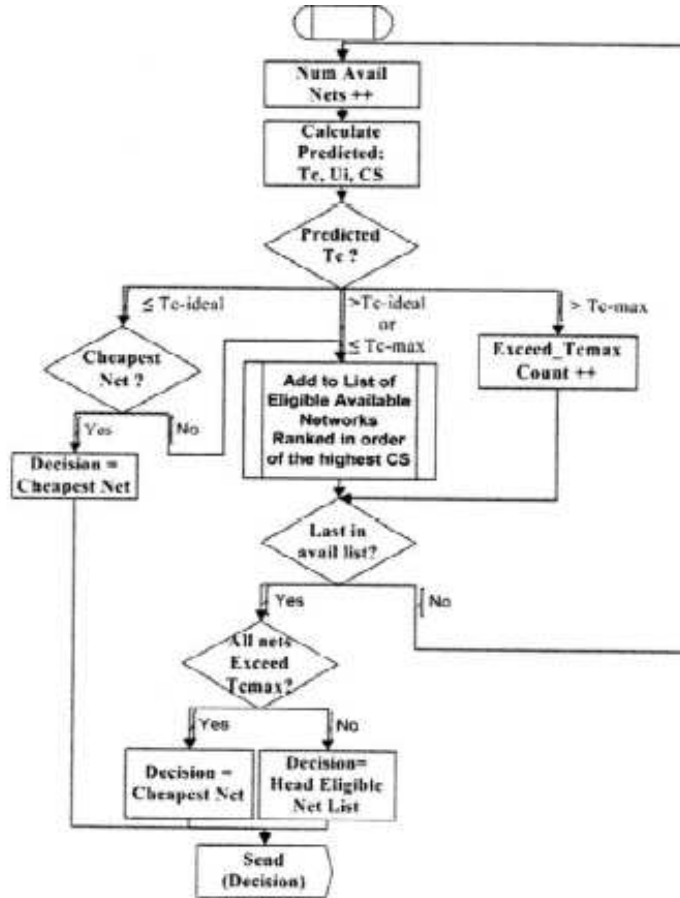 Num Avail
Nets ++
Calculate
Predicted:
Tc, Ui, CS
Predicted
Tc ?
≤ Tc-ideal
>Tc-ideal
or
≤ Tc-max
> Tc-max
Cheapest
Net ?
Exceed_Tcmax
Count ++
Add to List of
Eligible Available
Networks
Ranked in order
of the highest CS
Yes
No
Decision =
Cheapest Net
Last in
avail list?
Yes
No
All nets
Exceed
Tcmax?
Yes
No
Decision =
Cheapest Net
Decision=
Head Eligible
Net List
Send
(Decision)